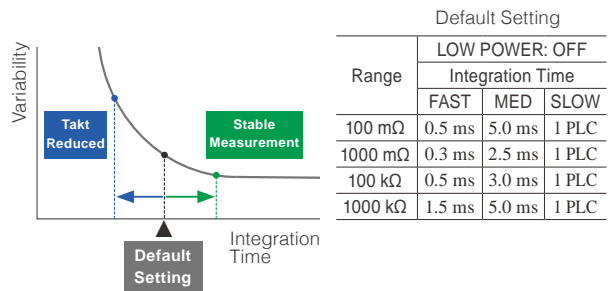 Variability
Takt
Reduced
Stable
Measurement
Integration
Time
Default
Setting
Default Setting
Range
LOW POWER: OFF
Integration Time
FAST MED SLOW
100 mΩ 0.5 ms 5.0 ms 1 PLC
1000 mΩ 0.3 ms 2.5 ms 1 PLC
100 kΩ 0.5 ms 3.0 ms 1 PLC
1000 kΩ 1.5 ms 5.0 ms 1 PLC